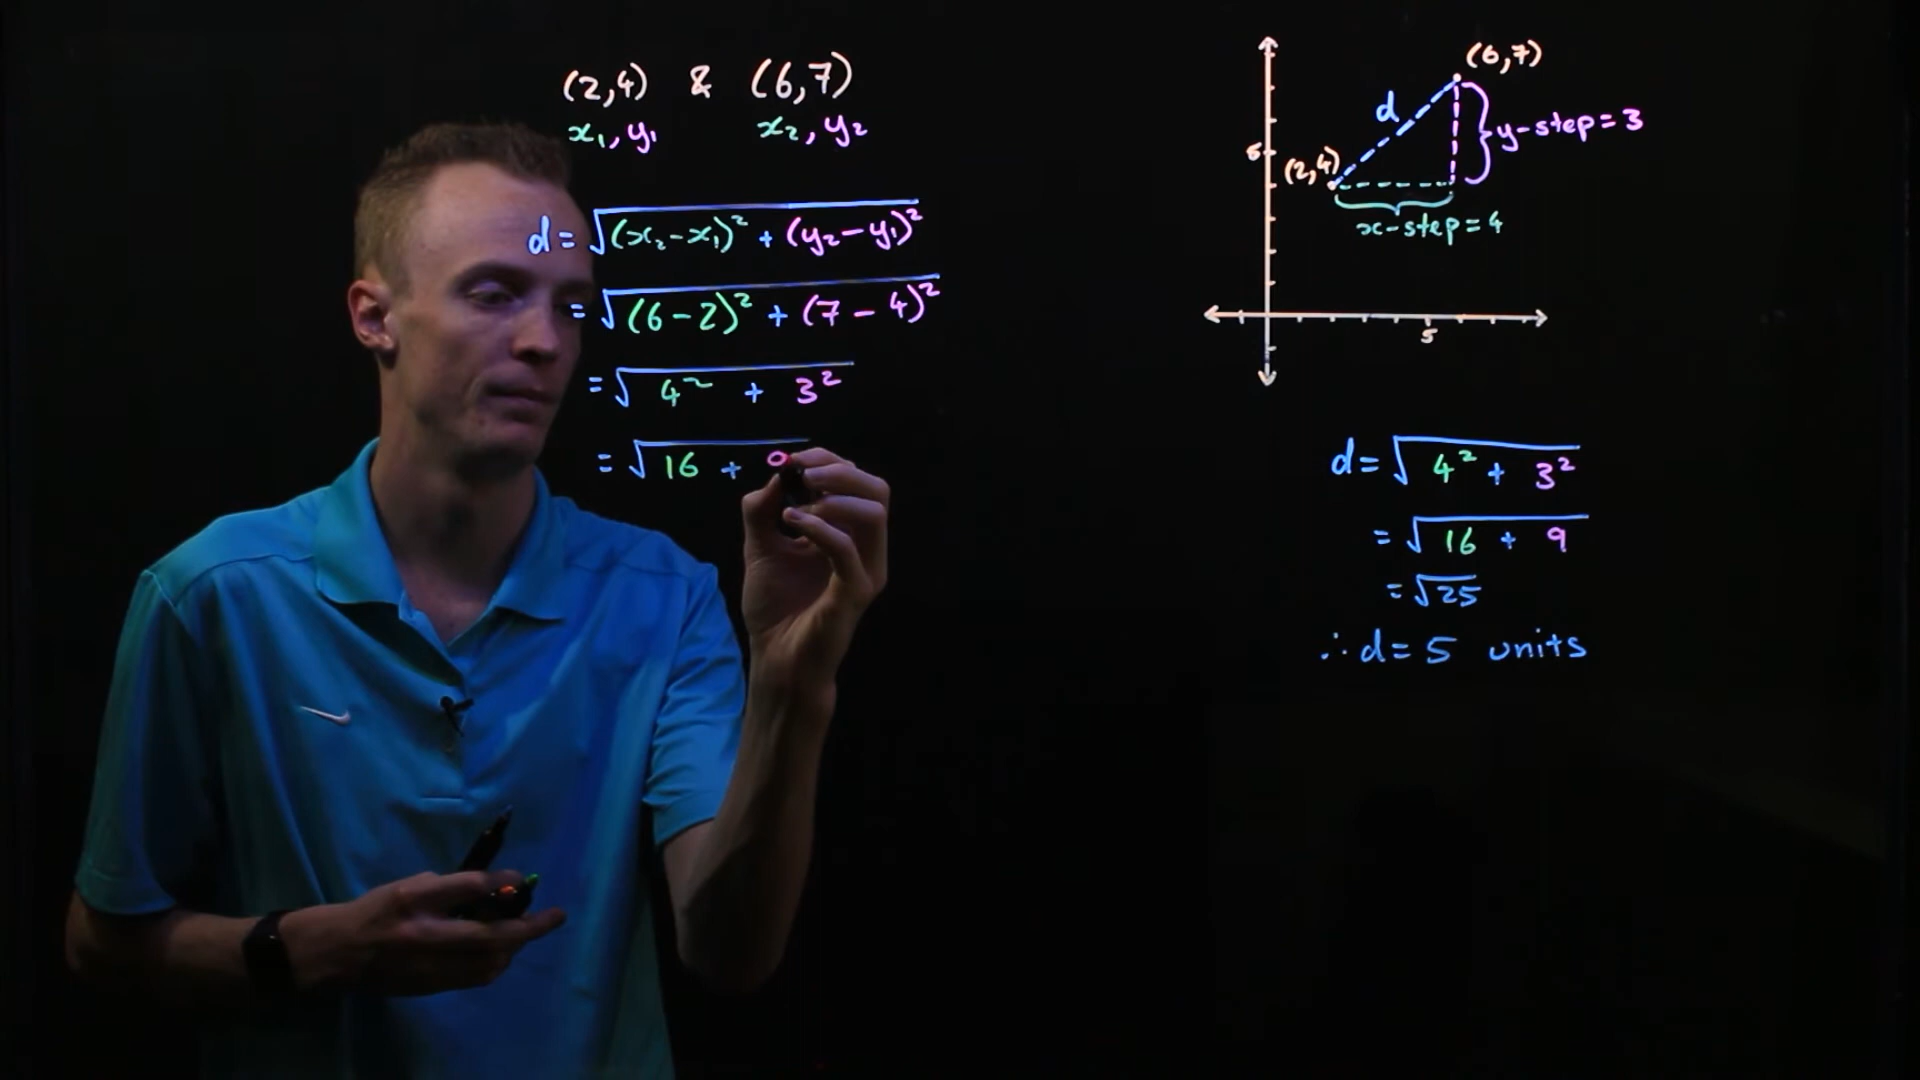 (2,4) & (6,7)
x₁, y₁ x₂, y₂
d = √(x₂-x₁)² + (y₂-y₁)²
= √(6-2)² + (7-4)²
= √4² + 3²
= √16 + 9
(6,7)
d
y-step=3
5
(2,4)
x-step=4
5
d=√4² + 3²
= √16 + 9
= √25
∴ d = 5 units